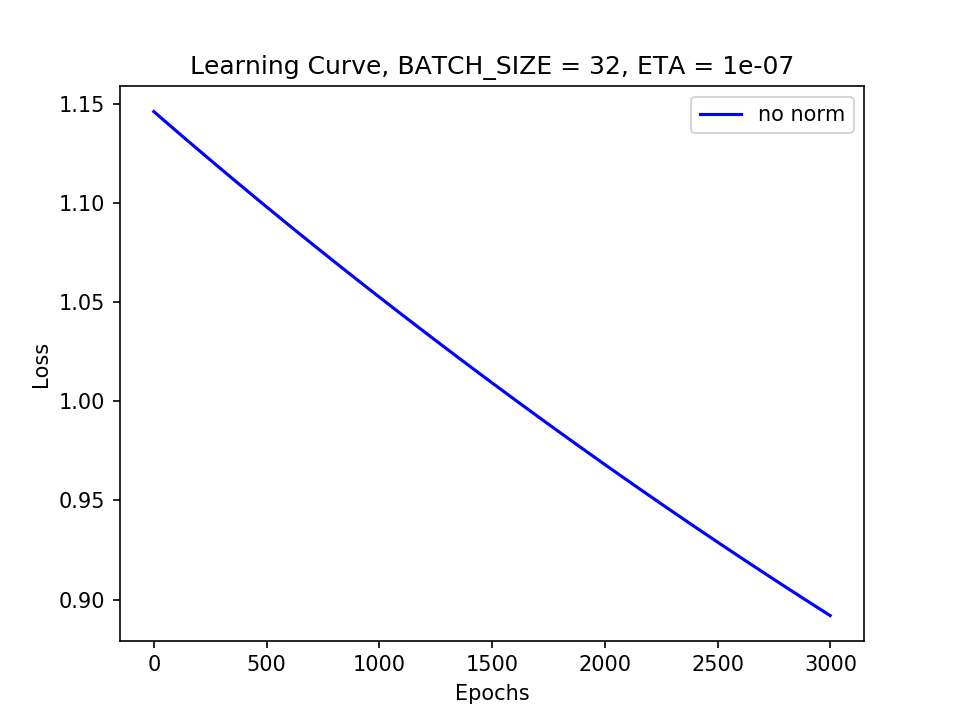 Learning Curve, BATCH_SIZE = 32, ETA = 1e-07
no norm
Loss
1.15
1.10
1.05
1.00
0.95
0.90
0 500 1000 1500 2000 2500 3000
Epochs